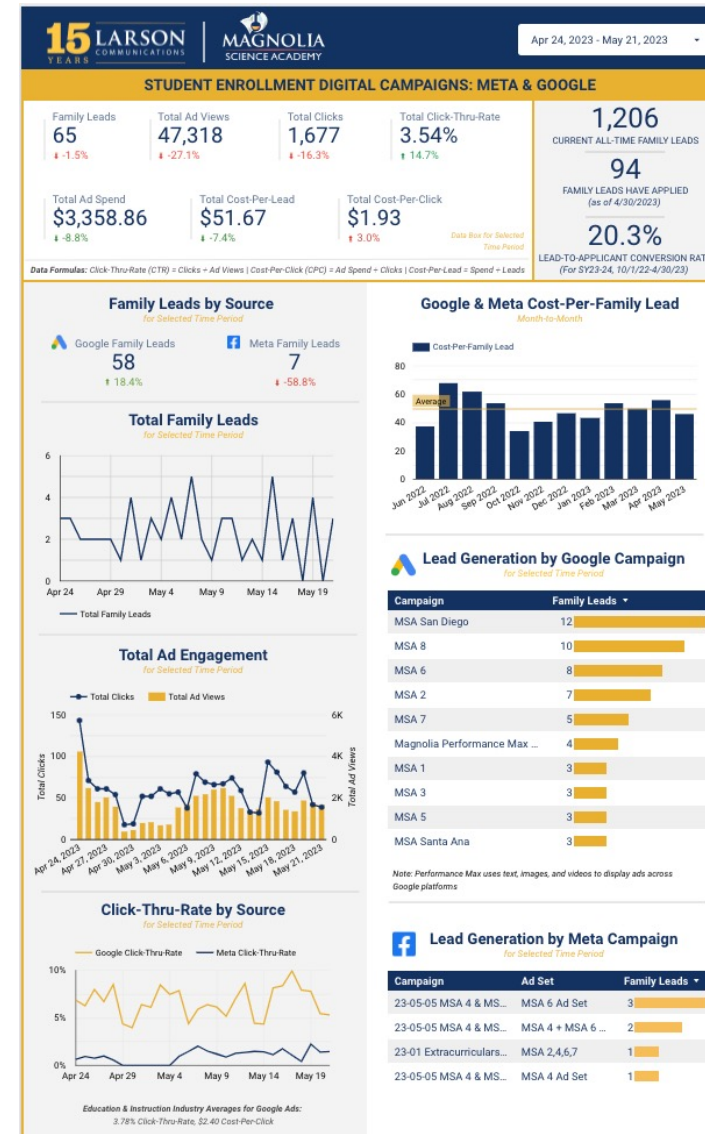 15 YEARS LARSON COMMUNICATIONS
MAGNOLIA SCIENCE ACADEMY
Apr 24, 2023 - May 21, 2023
STUDENT ENROLLMENT DIGITAL CAMPAIGNS: META & GOOGLE
Family Leads
65
-1.5%
Total Ad Views
47,318
-27.1%
Total Clicks
1,677
-16.3%
Total Click-Thru-Rate
3.54%
14.7%
Total Ad Spend
$3,358.86
-8.8%
Total Cost-Per-Lead
$51.67
-7.4%
Total Cost-Per-Click
$1.93
3.0%
Data Box for Selected
Time Period
Data Formulas: Click-Thru-Rate (CTR) = Clicks ÷ Ad Views | Cost-Per-Click (CPC) = Ad Spend ÷ Clicks | Cost-Per-Lead = Spend ÷ Leads
1,206
CURRENT ALL-TIME FAMILY LEADS
94
FAMILY LEADS HAVE APPLIED
(as of 4/30/2023)
20.3%
LEAD-TO-APPLICANT CONVERSION RAT
(For SY23-24, 10/1/22-4/30/23)
Family Leads by Source
for Selected Time Period
Google Family Leads
58
18.4%
Meta Family Leads
7
-58.8%
Total Family Leads
for Selected Time Period
6
4
2
0
Apr 24 Apr 29 May 4 May 9 May 14 May 19
Total Family Leads
Total Ad Engagement
for Selected Time Period
Total Clicks Total Ad Views
150 6K
100 4K
50 2K
0 0
Total Clicks
Total Ad Views
Apr 24, 2023 Apr 27, 2023 Apr 30, 2023 May 3, 2023 May 6, 2023 May 9, 2023 May 12, 2023 May 15, 2023 May 18, 2023 May 21, 2023
Click-Thru-Rate by Source
for Selected Time Period
Google Click-Thru-Rate Meta Click-Thru-Rate
10%
5%
0%
Apr 24 Apr 29 May 4 May 9 May 14 May 19
Education & Instruction Industry Averages for Google Ads:
3.78% Click-Thru-Rate, $2.40 Cost-Per-Click
Google & Meta Cost-Per-Family Lead
Month-to-Month
Cost-Per-Family Lead
80
60
40
20
0
Average
Jun 2022 Jul 2022 Aug 2022 Sep 2022 Oct 2022 Nov 2022 Dec 2022 Jan 2023 Feb 2023 Mar 2023 Apr 2023 May 2023
Lead Generation by Google Campaign
for Selected Time Period
Campaign Family Leads
MSA San Diego 12
MSA 8 10
MSA 6 8
MSA 2 7
MSA 7 5
Magnolia Performance Max ... 4
MSA 1 3
MSA 3 3
MSA 5 3
MSA Santa Ana 3
Note: Performance Max uses text, images, and videos to display ads across
Google platforms
Lead Generation by Meta Campaign
for Selected Time Period
Campaign Ad Set Family Leads
23-05-05 MSA 4 & MS... MSA 6 Ad Set 3
23-05-05 MSA 4 & MS... MSA 4 + MSA 6 ... 2
23-01 Extracurriculars... MSA 2,4,6,7 1
23-05-05 MSA 4 & MS... MSA 4 Ad Set 1